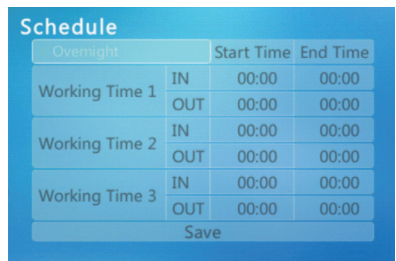 Schedule
Overnight Start Time End Time
Working Time 1 IN 00:00 00:00
OUT 00:00 00:00
Working Time 2 IN 00:00 00:00
OUT 00:00 00:00
Working Time 3 IN 00:00 00:00
OUT 00:00 00:00
Save